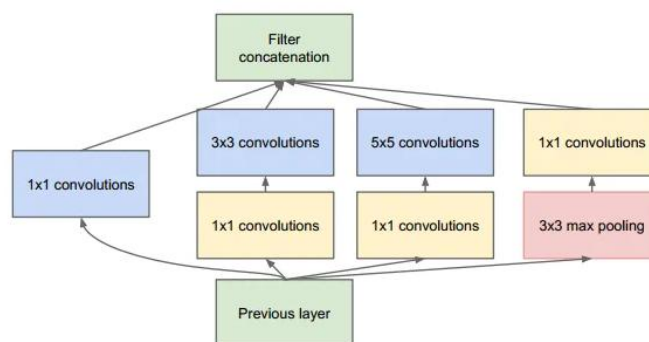 Filter
concatenation
3x3 convolutions
5x5 convolutions
1x1 convolutions
1x1 convolutions
1x1 convolutions
1x1 convolutions
3x3 max pooling
Previous layer